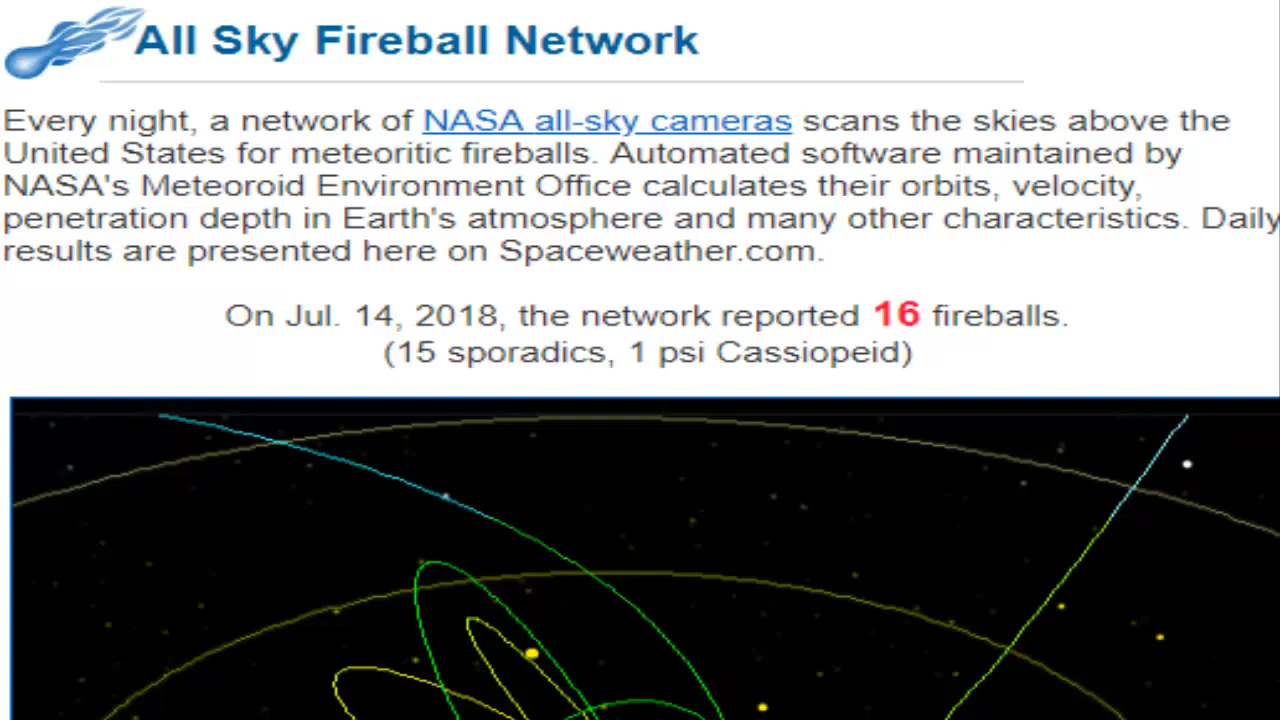 All Sky Fireball Network
Every night, a network of NASA all-sky cameras scans the skies above the
United States for meteoritic fireballs. Automated software maintained by
NASA's Meteoroid Environment Office calculates their orbits, velocity,
penetration depth in Earth's atmosphere and many other characteristics. Daily
results are presented here on Spaceweather.com.
On Jul. 14, 2018, the network reported 16 fireballs.
(15 sporadics, 1 psi Cassiopeid)